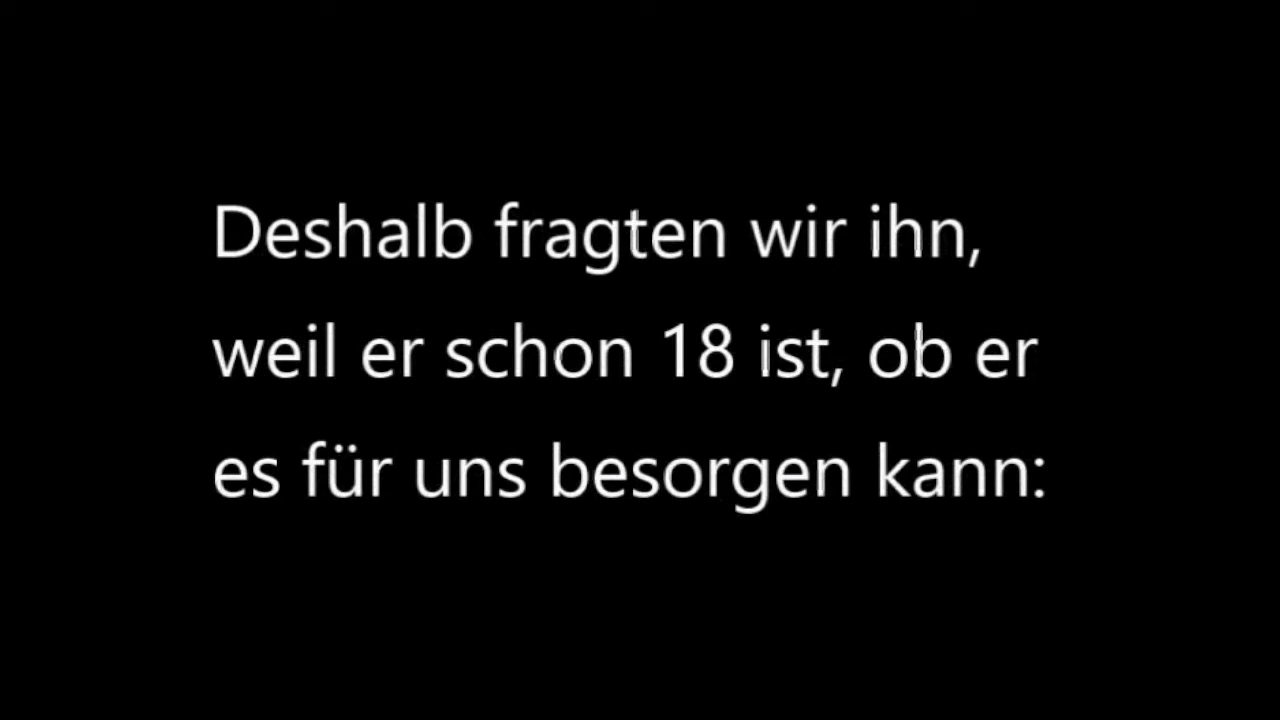 Deshalb fragten wir ihn,
weil er schon 18 ist, ob er
es für uns besorgen kann: